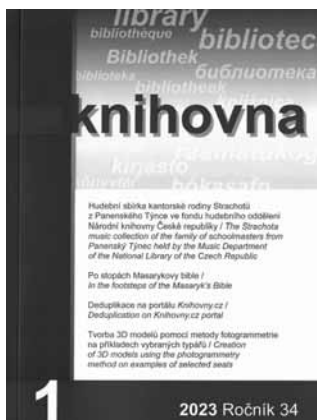 library
bibliothèque
bibliotec
Bibliothek
библиотека
biblioteka
bibliotheek
knihovna
kirjasto
Hudební sbírka kantorské rodiny Strachotů
z Panenského Týnce ve fondu hudebního oddělení
Národní knihovny České republiky / The Strachota
music collection of the family of schoolmasters from
Panenský Týnec held by the Music Department
of the National Library of the Czech Republic
Po stopách Masarykovy bible /
In the footsteps of the Masaryk's Bible
Deduplikace na portálu Knihovny.cz /
Deduplication on Knihovny.cz portal
Tvorba 3D modelů pomocí metody fotogrammetrie
na příkladech vybraných typářů / Creation
of 3D models using the photogrammetry
method on examples of selected seals
1
2023 Ročník 34